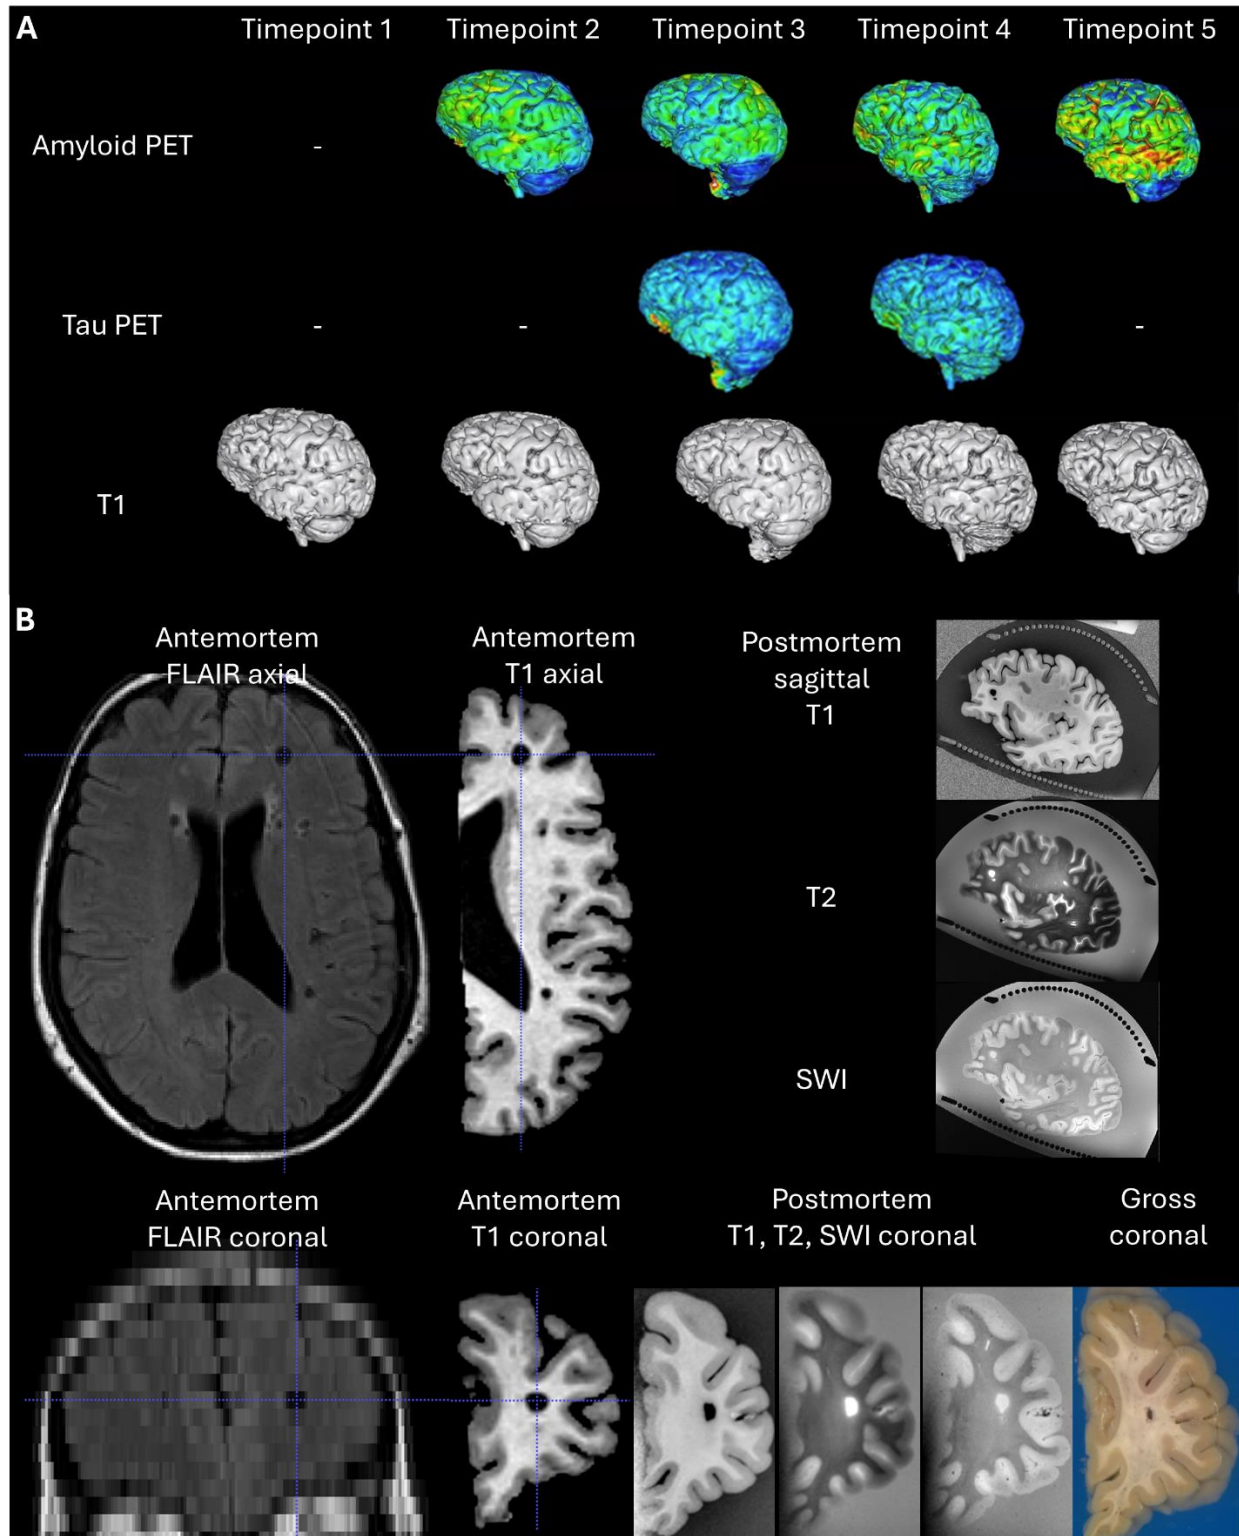 A
Timepoint 1 Timepoint 2 Timepoint 3 Timepoint 4 Timepoint 5
Amyloid PET -
Tau PET - - -
T1
B
Antemortem
FLAIR axial
Antemortem
T1 axial
Postmortem
sagittal
T1
T2
SWI
Antemortem
FLAIR coronal
Antemortem
T1 coronal
Postmortem
T1, T2, SWI coronal
Gross
coronal